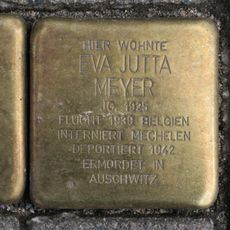 HIER WOHNTE
EVA JUTTA
MEYER
JG. 1925
FLUCHT 1939 BELGIEN
INTERNIERT MECHELEN
DEPORTIERT 1942
ERMORDET IN
AUSCHWITZ